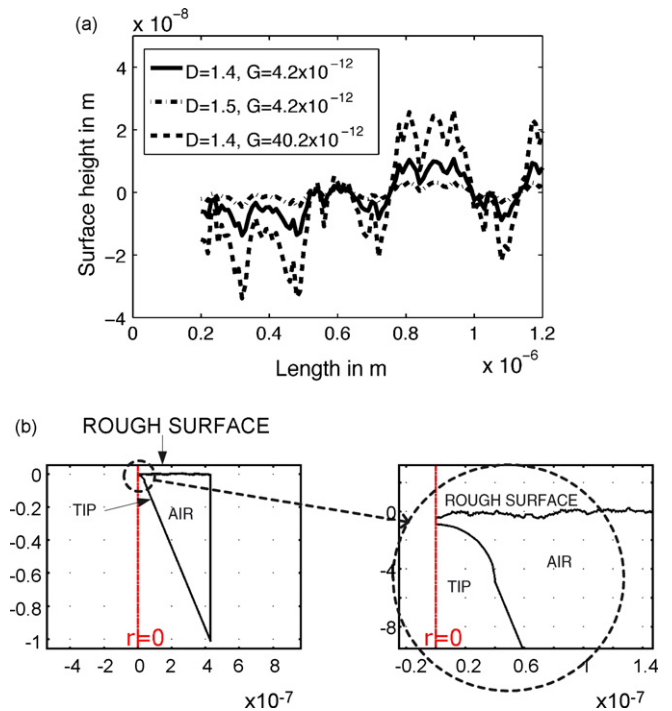 (a)
x 10⁻⁸
4
2
0
-2
-4
Surface height in m
D=1.4, G=4.2x10⁻¹²
D=1.5, G=4.2x10⁻¹²
D=1.4, G=40.2x10⁻¹²
0.2 0.4 0.6 0.8 1 1.2
Length in m
x 10⁻⁶
(b)
ROUGH SURFACE
0
-0.2
-0.4
-0.6
-0.8
-1
TIP
AIR
r=0
-4 -2 0 2 4 6 8
x10⁻⁷
ROUGH SURFACE
0
-4
-8
TIP
AIR
r=0
-0.2 0.2 0.6 1 1.4
x10⁻⁷